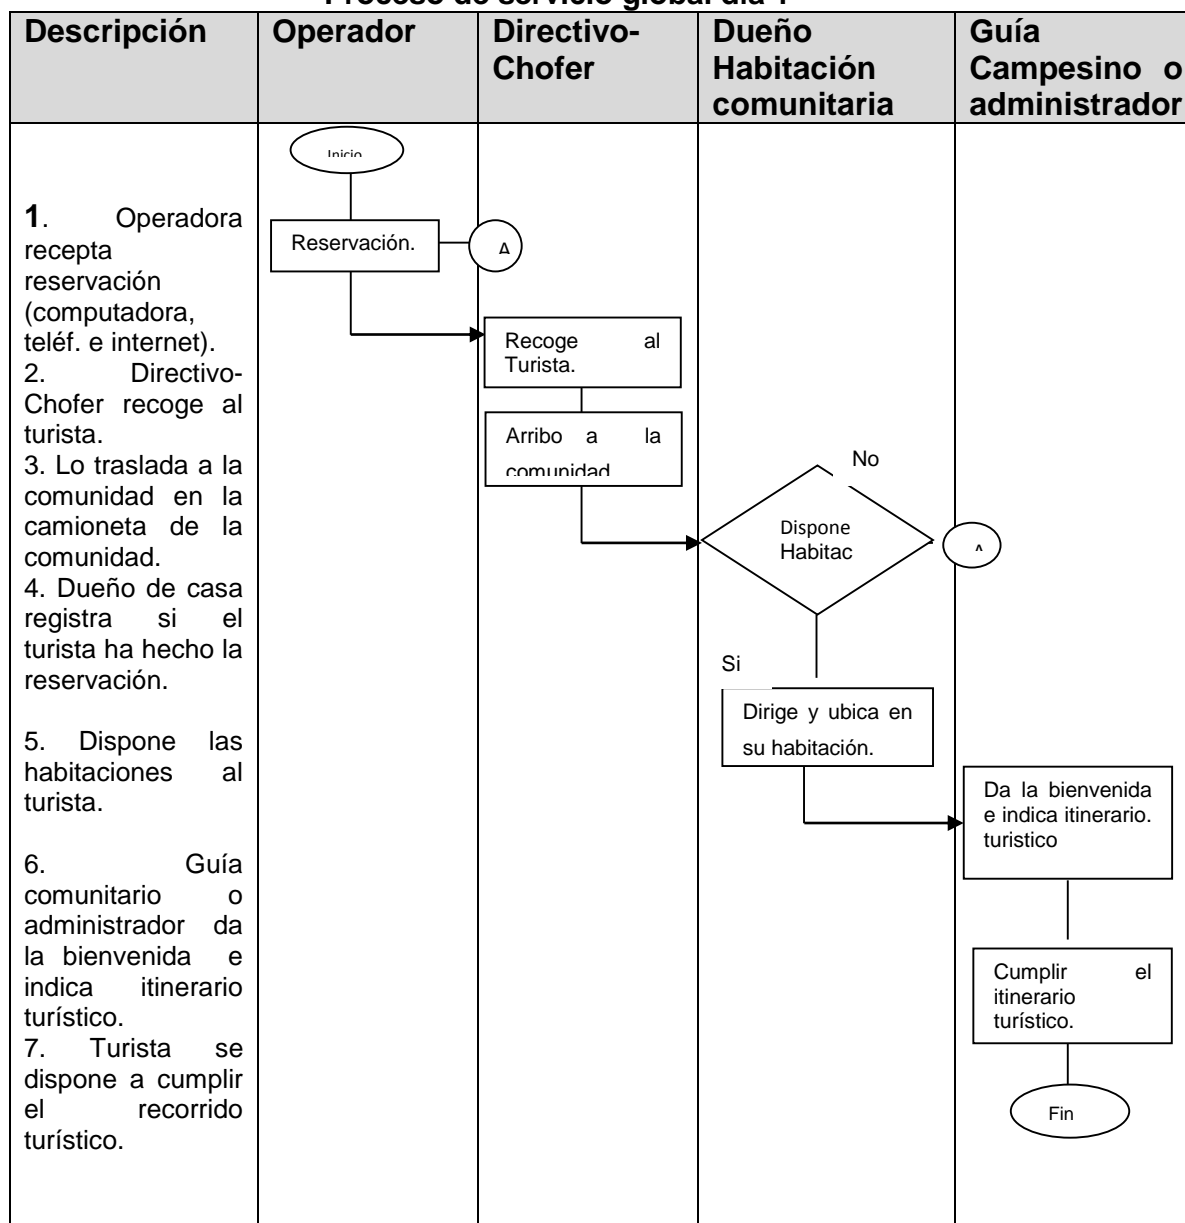 Proceso de servicio global día 1
Descripción
Operador
Directivo-
Chofer
Dueño
Habitación
comunitaria
Guía
Campesino o
administrador
1. Operadora
recepta
reservación
(computadora,
teléf. e internet).
2. Directivo-
Chofer recoge al
turista.
3. Lo traslada a la
comunidad en la
camioneta de la
comunidad.
4. Dueño de casa
registra si el
turista ha hecho la
reservación.
5. Dispone las
habitaciones al
turista.
6. Guía
comunitario o
administrador da
la bienvenida e
indica itinerario
turístico.
7. Turista se
dispone a cumplir
el recorrido
turístico.
Inicio
Reservación.
A
Recoge al
Turista.
Arribo a la
comunidad
No
Dispone
Habitac
A
Si
Dirige y ubica en
su habitación.
Da la bienvenida
e indica itinerario.
turistico
Cumplir el
itinerario
turístico.
Fin